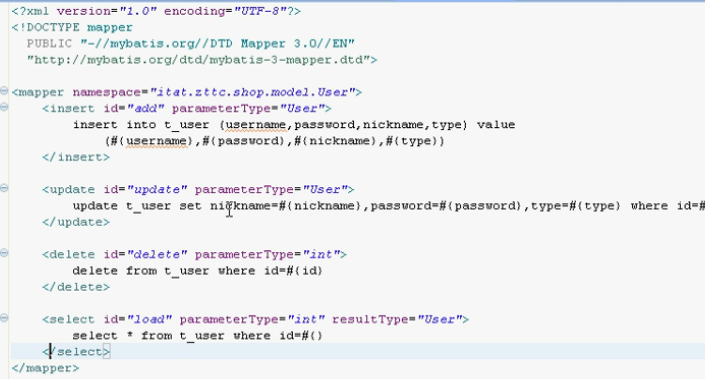 <?xml version="1.0" encoding="UTF-8"?>
<!DOCTYPE mapper
PUBLIC "-//mybatis.org//DTD Mapper 3.0//EN"
"http://mybatis.org/dtd/mybatis-3-mapper.dtd">
<mapper namespace="itat.zttc.shop.model.User">
<insert id="add" parameterType="User">
insert into t_user (username,password,nickname,type) value
(#{username},#{password},#{nickname},#{type})
</insert>
<update id="update" parameterType="User">
update t_user set nickname=#{nickname},password=#{password},type=#{type} where id=#
</update>
<delete id="delete" parameterType="int">
delete from t_user where id=#{id}
</delete>
<select id="load" parameterType="int" resultType="User">
select * from t_user where id=#{}
</select>
</mapper>